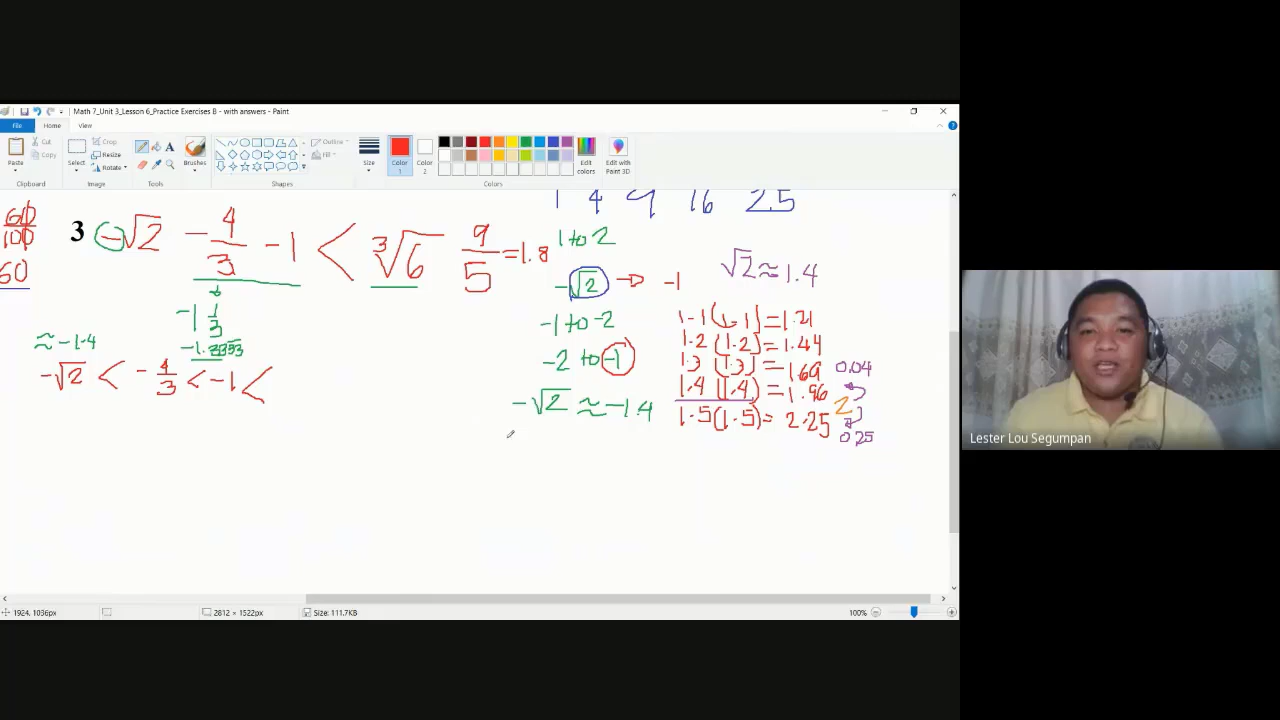 Math 7_Unit 3_Lesson 6_Practice Exercises B - with answers - Paint
File Home View
Paste Cut Copy Clipboard
Select Crop Resize Rotate Image
Tools
Brushes
Shapes Outline Fill
Size
Color 1 Color 2 Edit colors Edit with Paint 3D Colors
1 4 9 16 25
60/100
60
3 -√2 -4/3 -1 < ∛6 9/5 = 1.8
-1 1/3
≈ -1.4
-√2 < -4/3 < -1 <
1 to 2
-√2 → -1
-1 to -2
-2 to -1
-√2 ≈ -1.4
√2 ≈ 1.4
1.1 (1.1) = 1.21
1.2 (1.2) = 1.44
1.3 (1.3) = 1.69
1.4 (1.4) = 1.96
1.5 (1.5) = 2.25
0.04
2
0.25
1924, 1036px 2812 × 1522px Size: 111.7KB 100%
Lester Lou Segumpan